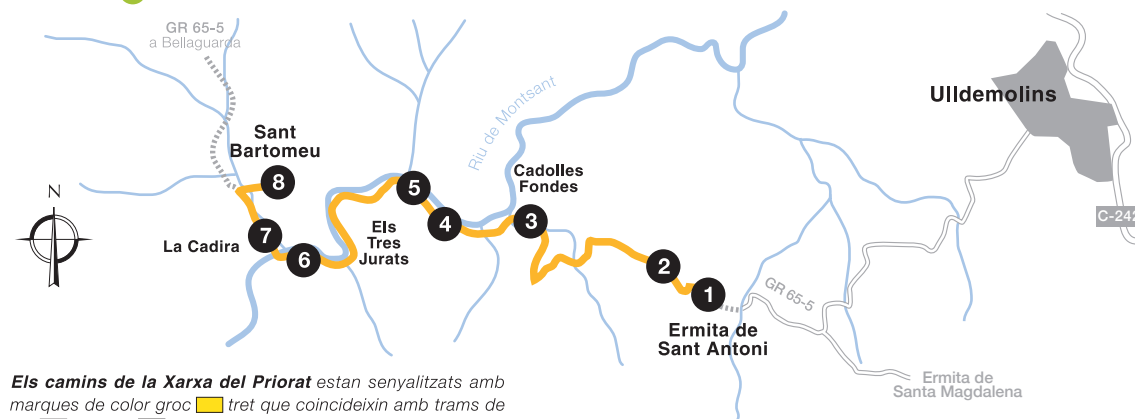 GR 65-5
a Bellaguarda
Riu de Montsant
Ulldemolins
Sant
Bartomeu
8
Cadolles
Fondes
5
4
3
N
La Cadira
7
6
Els
Tres
Jurats
2
1
C-242
GR 65-5
Ermita de
Sant Antoni
Ermita de
Santa Magdalena
Els camins de la Xarxa del Priorat estan senyalitzats amb
marques de color groc tret que coincideixin amb trams de